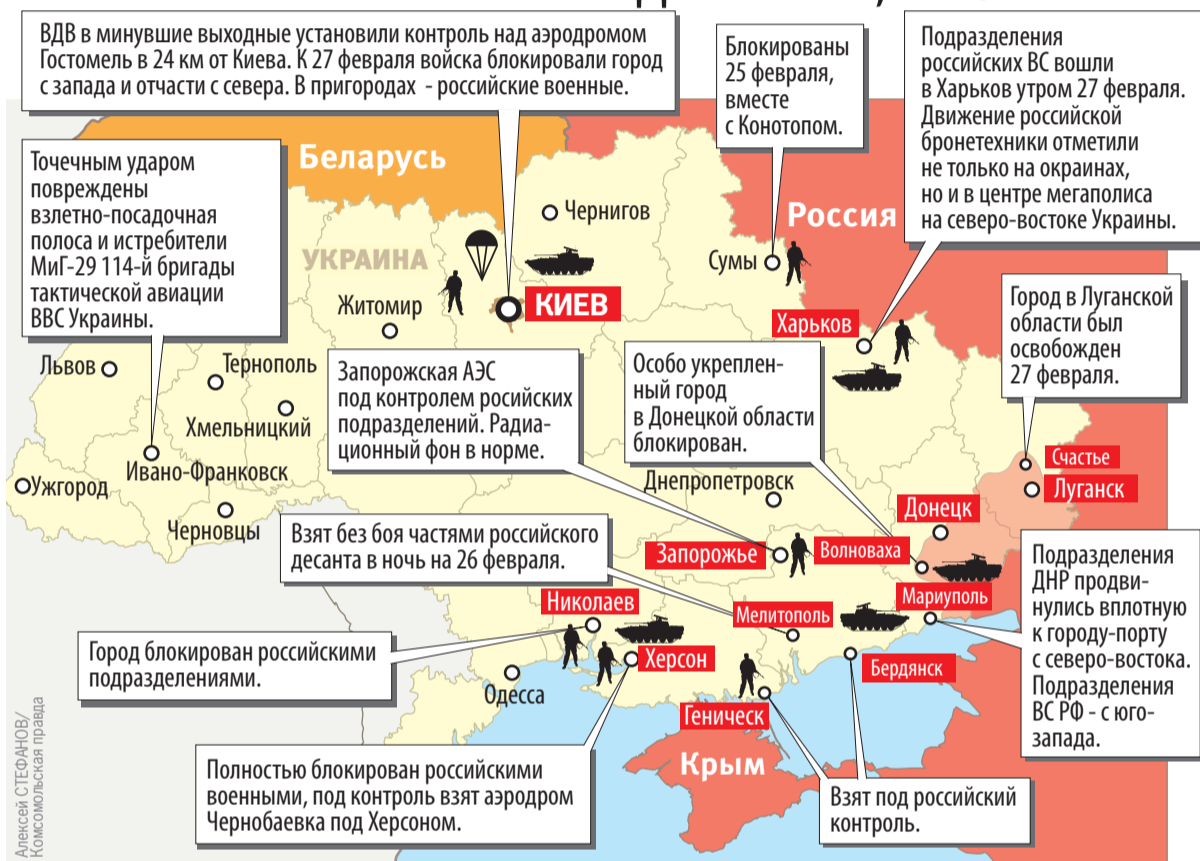 ВДВ в минувшие выходные установили контроль над аэродромом
Гостомель в 24 км от Киева. К 27 февраля войска блокировали город
с запада и отчасти с севера. В пригородах - российские военные.
Блокированы
25 февраля,
вместе
с Конотопом.
Подразделения
российских ВС вошли
в Харьков утром 27 февраля.
Движение российской
бронетехники отметили
не только на окраинах,
но и в центре мегаполиса
на северо-востоке Украины.
Точечным ударом
повреждены
взлетно-посадочная
полоса и истребители
МиГ-29 114-й бригады
тактической авиации
ВВС Украины.
Беларусь
Россия
УКРАИНА
Чернигов
Сумы
КИЕВ
Житомир
Харьков
Город в Луганской
области был
освобожден
27 февраля.
Львов
Тернополь
Хмельницкий
Ивано-Франковск
Ужгород
Черновцы
Запорожская АЭС
под контролем росийских
подразделений. Радиа-
ционный фон в норме.
Особо укреплен-
ный город
в Донецкой области
блокирован.
Счастье
Луганск
Днепропетровск
Донецк
Взят без боя частями российского
десанта в ночь на 26 февраля.
Запорожье
Волноваха
Подразделения
ДНР продви-
нулись вплотную
к городу-порту
с северо-востока.
Подразделения
ВС РФ - с юго-
запада.
Николаев
Мелитополь
Мариуполь
Город блокирован российскими
подразделениями.
Херсон
Бердянск
Одесса
Геническ
Крым
Полностью блокирован российскими
военными, под контроль взят аэродром
Чернобаевка под Херсоном.
Взят под российский
контроль.
Алексей СТЕФАНОВ/
Комсомольская правда